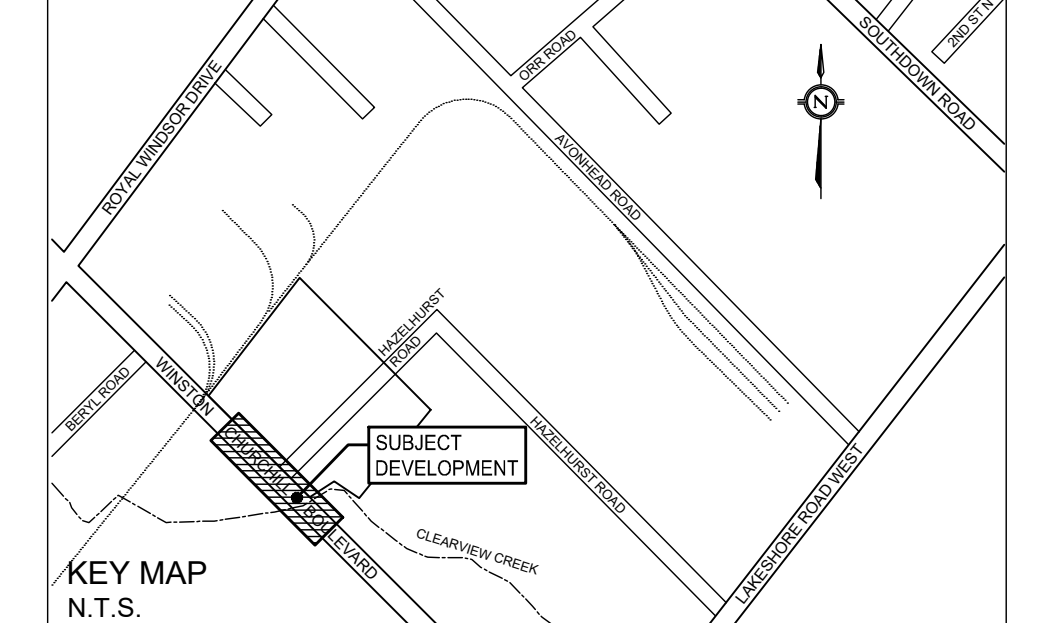 ROYAL WINDSOR DRIVE
ORR ROAD
SOUTHDOWN ROAD
2ND ST N
N
AVONHEAD ROAD
HAZELHURST
ROAD
BERYL ROAD
WINSTON
CHURCHILL
BOULEVARD
SUBJECT
DEVELOPMENT
HAZELHURST ROAD
LAKESHORE ROAD WEST
CLEARVIEW CREEK
KEY MAP
N.T.S.